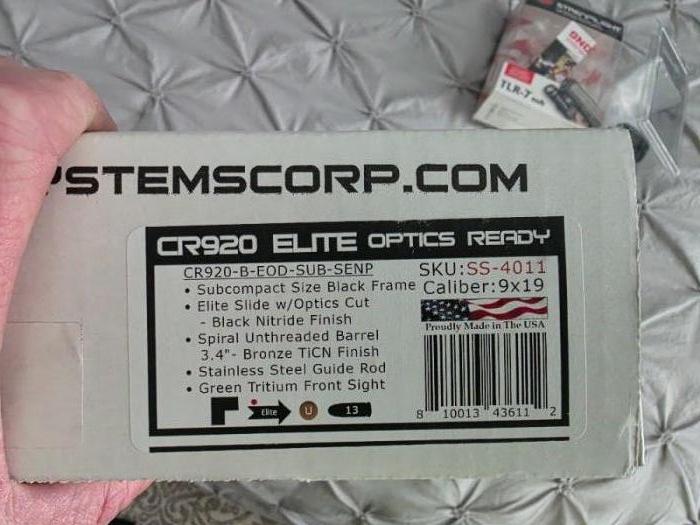 STREAMLIGHT
TLR-7 sub
YSTEMSCORP.COM
CR920 ELITE OPTICS READY
CR920-B-EOD-SUB-SENP
SKU:SS-4011
• Subcompact Size Black Frame
Caliber:9x19
• Elite Slide w/Optics Cut
- Black Nitride Finish
Proudly Made in The USA
• Spiral Unthreaded Barrel
3.4"- Bronze TiCN Finish
• Stainless Steel Guide Rod
• Green Tritium Front Sight
Elite
U
13
8 10013 43611 2